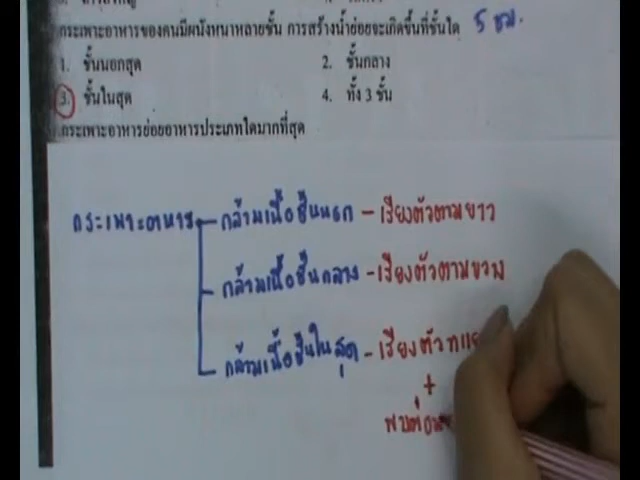 กระเพาะอาหารของคนมีผนังหนาหลายชั้น การสร้างน้ำย่อยจะเกิดขึ้นที่ชั้นใด 5 ชม.
1. ชั้นนอกสุด 2. ชั้นกลาง
3. ชั้นในสุด 4. ทั้ง 3 ชั้น
กระเพาะอาหารย่อยอาหารประเภทใดมากที่สุด
กระเพาะอาหาร กล้ามเนื้อชั้นนอก - เรียงตัวตามยาว
กล้ามเนื้อชั้นกลาง - เรียงตัวตามขวาง
กล้ามเนื้อชั้นในสุด - เรียงตัว
+
พบต่อม